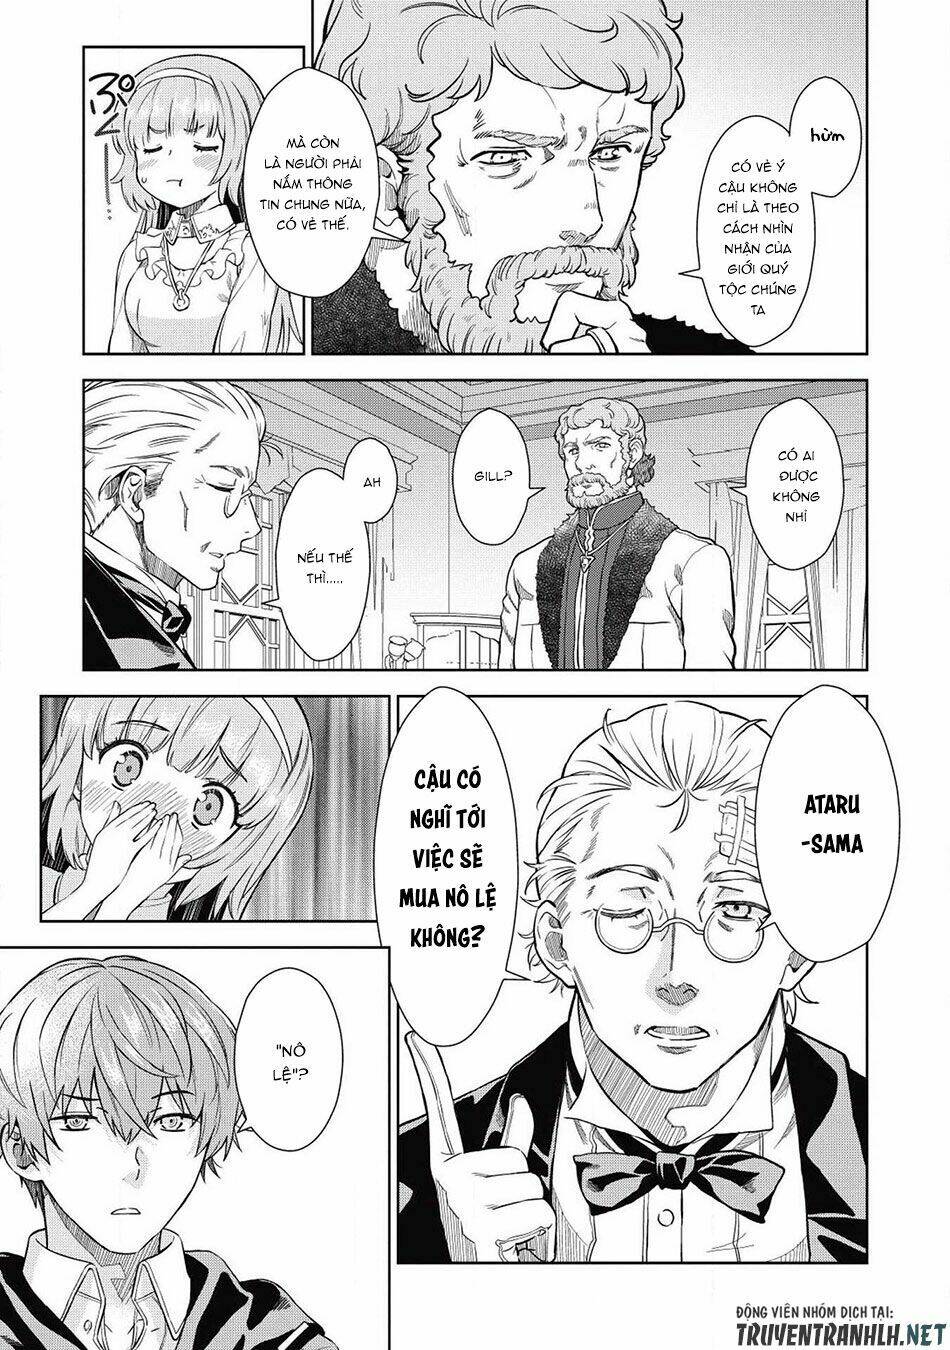 hừm
CÓ VẺ Ý
CẬU KHÔNG
CHỈ LÀ THEO
CÁCH NHÌN
NHẬN CỦA
GIỚI QUÝ
TỘC CHÚNG
TA
MÀ CÒN
LÀ NGƯỜI PHẢI
NẮM THÔNG
TIN CHUNG NỮA,
CÓ VẺ THẾ.
ぷく
CÓ AI
ĐƯỢC
KHÔNG
NHỈ
GILL?
AH
NẾU THẾ
THÌ.....
ATARU
-SAMA
CẬU CÓ
NGHĨ TỚI
VIỆC SẼ
MUA NÔ LỆ
KHÔNG?
"NÔ
LỆ"?
ĐỘNG VIÊN NHÓM DỊCH TẠI:
TRUYENTRANHLH.NET